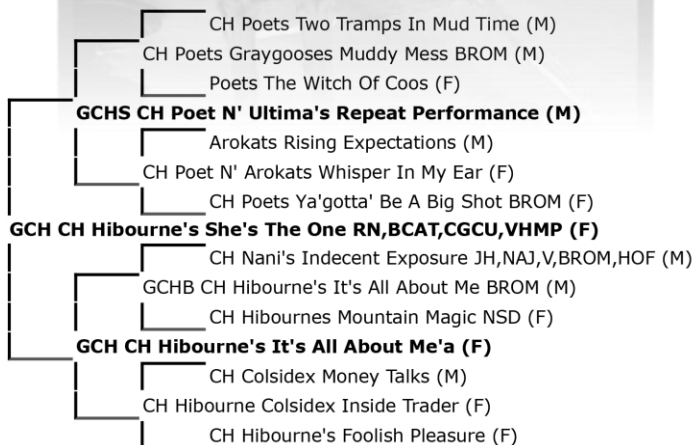 CH Poets Two Tramps In Mud Time (M)
CH Poets Graygooses Muddy Mess BROM (M)
Poets The Witch Of Coos (F)
GCHS CH Poet N' Ultima's Repeat Performance (M)
Arokats Rising Expectations (M)
CH Poet N' Arokats Whisper In My Ear (F)
CH Poets Ya'gotta' Be A Big Shot BROM (F)
GCH CH Hibourne's She's The One RN,BCAT,CGCU,VHMP (F)
CH Nani's Indecent Exposure JH,NAJ,V,BROM,HOF (M)
GCHB CH Hibourne's It's All About Me BROM (M)
CH Hibournes Mountain Magic NSD (F)
GCH CH Hibourne's It's All About Me'a (F)
CH Colsidex Money Talks (M)
CH Hibourne Colsidex Inside Trader (F)
CH Hibourne's Foolish Pleasure (F)